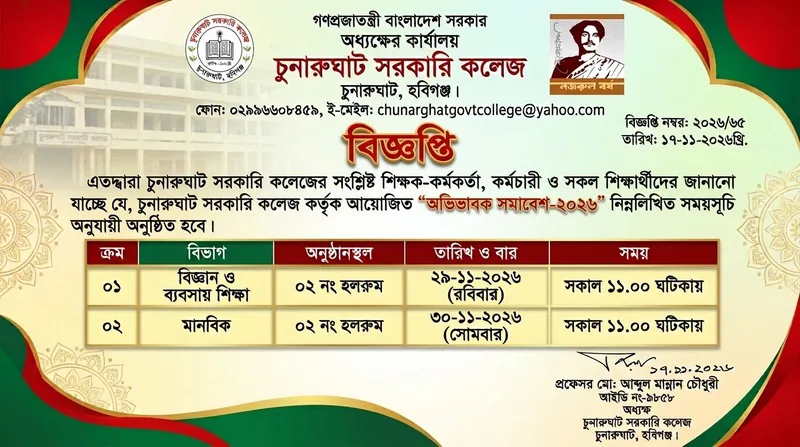 গণপ্রজাতন্ত্রী বাংলাদেশ সরকার
অধ্যক্ষের কার্যালয়
চুনারুঘাট সরকারি কলেজ
চুনারুঘাট, হবিগঞ্জ।
ফোন: ০২৯৯৬৬০৮৪৫৯, ই-মেইল: chunarghatgovtcollege@yahoo.com
চুনারুঘাট সরকারি কলেজ
চুনারুঘাট, হবিগঞ্জ
নজরুল বর্ষ
বিজ্ঞপ্তি নম্বর: ২০২৬/৬৫
তারিখ: ১৭-১১-২০২৬খ্রি.
বিজ্ঞপ্তি
এতদ্দ্বারা চুনারুঘাট সরকারি কলেজের সংশ্লিষ্ট শিক্ষক-কর্মকর্তা, কর্মচারী ও সকল শিক্ষার্থীদের জানানো
যাচ্ছে যে, চুনারুঘাট সরকারি কলেজ কর্তৃক আয়োজিত “অভিভাবক সমাবেশ-২০২৬” নিম্নলিখিত সময়সূচি
অনুযায়ী অনুষ্ঠিত হবে।
ক্রম বিভাগ অনুষ্ঠানস্থল তারিখ ও বার সময়
০১ বিজ্ঞান ও ব্যবসায় শিক্ষা ০২ নং হলরুম ২৯-১১-২০২৬ (রবিবার) সকাল ১১.০০ ঘটিকায়
০২ মানবিক ০২ নং হলরুম ৩০-১১-২০২৬ (সোমবার) সকাল ১১.০০ ঘটিকায়
১৭.১১.২০২৬
প্রফেসর মো: আব্দুল মান্নান চৌধুরী
আইডি নং-৯৮৫৮
অধ্যক্ষ
চুনারুঘাট সরকারি কলেজ
চুনারুঘাট, হবিগঞ্জ।